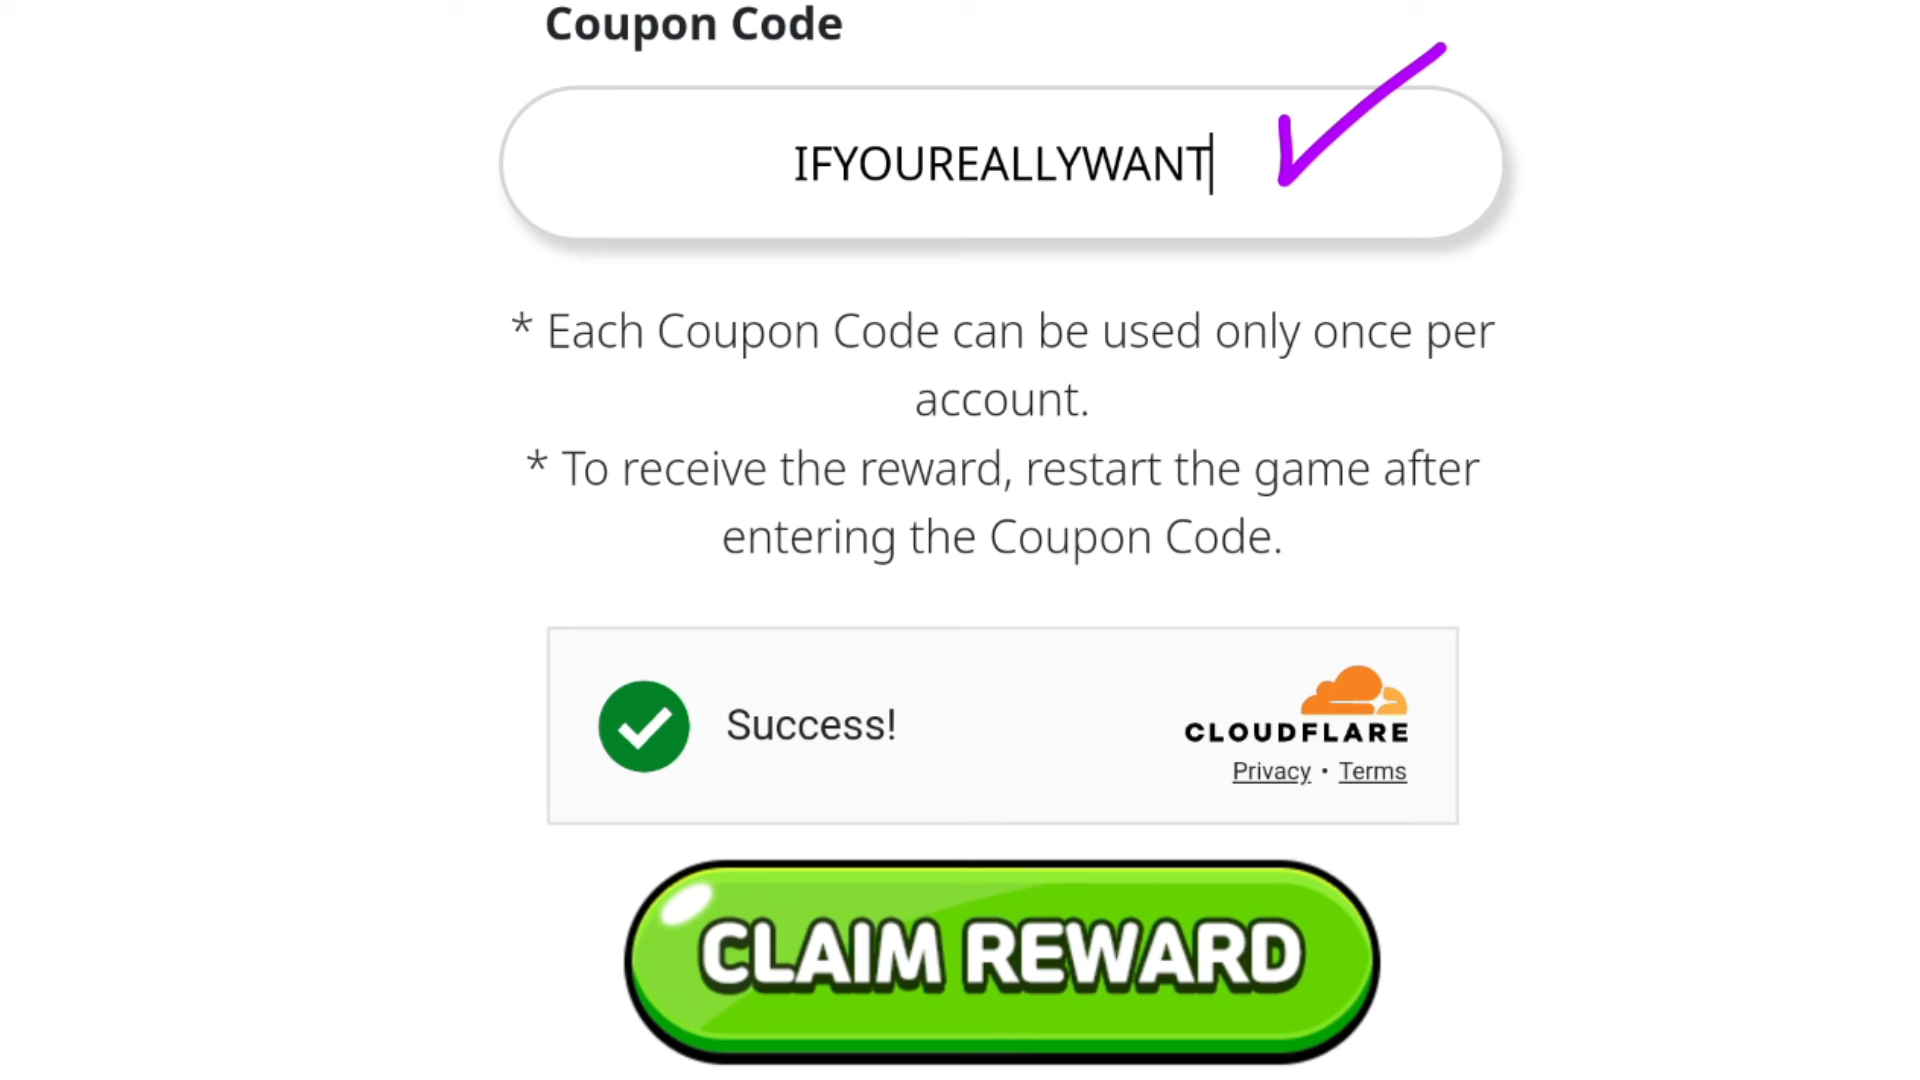 Coupon Code
IFYOUREALLYWANT
* Each Coupon Code can be used only once per
account.
* To receive the reward, restart the game after
entering the Coupon Code.
Success!
CLOUDFLARE
Privacy • Terms
CLAIM REWARD